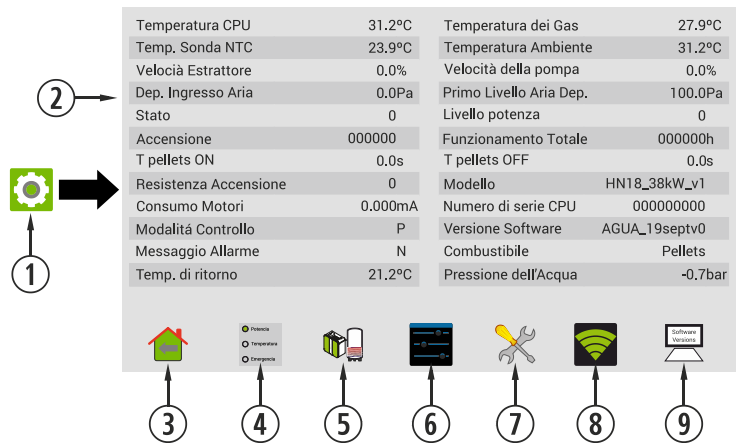 Temperatura CPU 31.2ºC Temperatura dei Gas 27.9ºC
Temp. Sonda NTC 23.9ºC Temperatura Ambiente 31.2ºC
Velocià Estrattore 0.0% Velocità della pompa 0.0%
Dep. Ingresso Aria 0.0Pa Primo Livello Aria Dep. 100.0Pa
Stato 0 Livello potenza 0
Accensione 000000 Funzionamento Totale 000000h
T pellets ON 0.0s T pellets OFF 0.0s
Resistenza Accensione 0 Modello HN18_38kW_v1
Consumo Motori 0.000mA Numero di serie CPU 000000000
Modalitá Controllo P Versione Software AGUA_19septv0
Messaggio Allarme N Combustibile Pellets
Temp. di ritorno 21.2ºC Pressione dell'Acqua -0.7bar
2
1
Potencia
Temperatura
Emergencia
Software
Versions
3 4 5 6 7 8 9